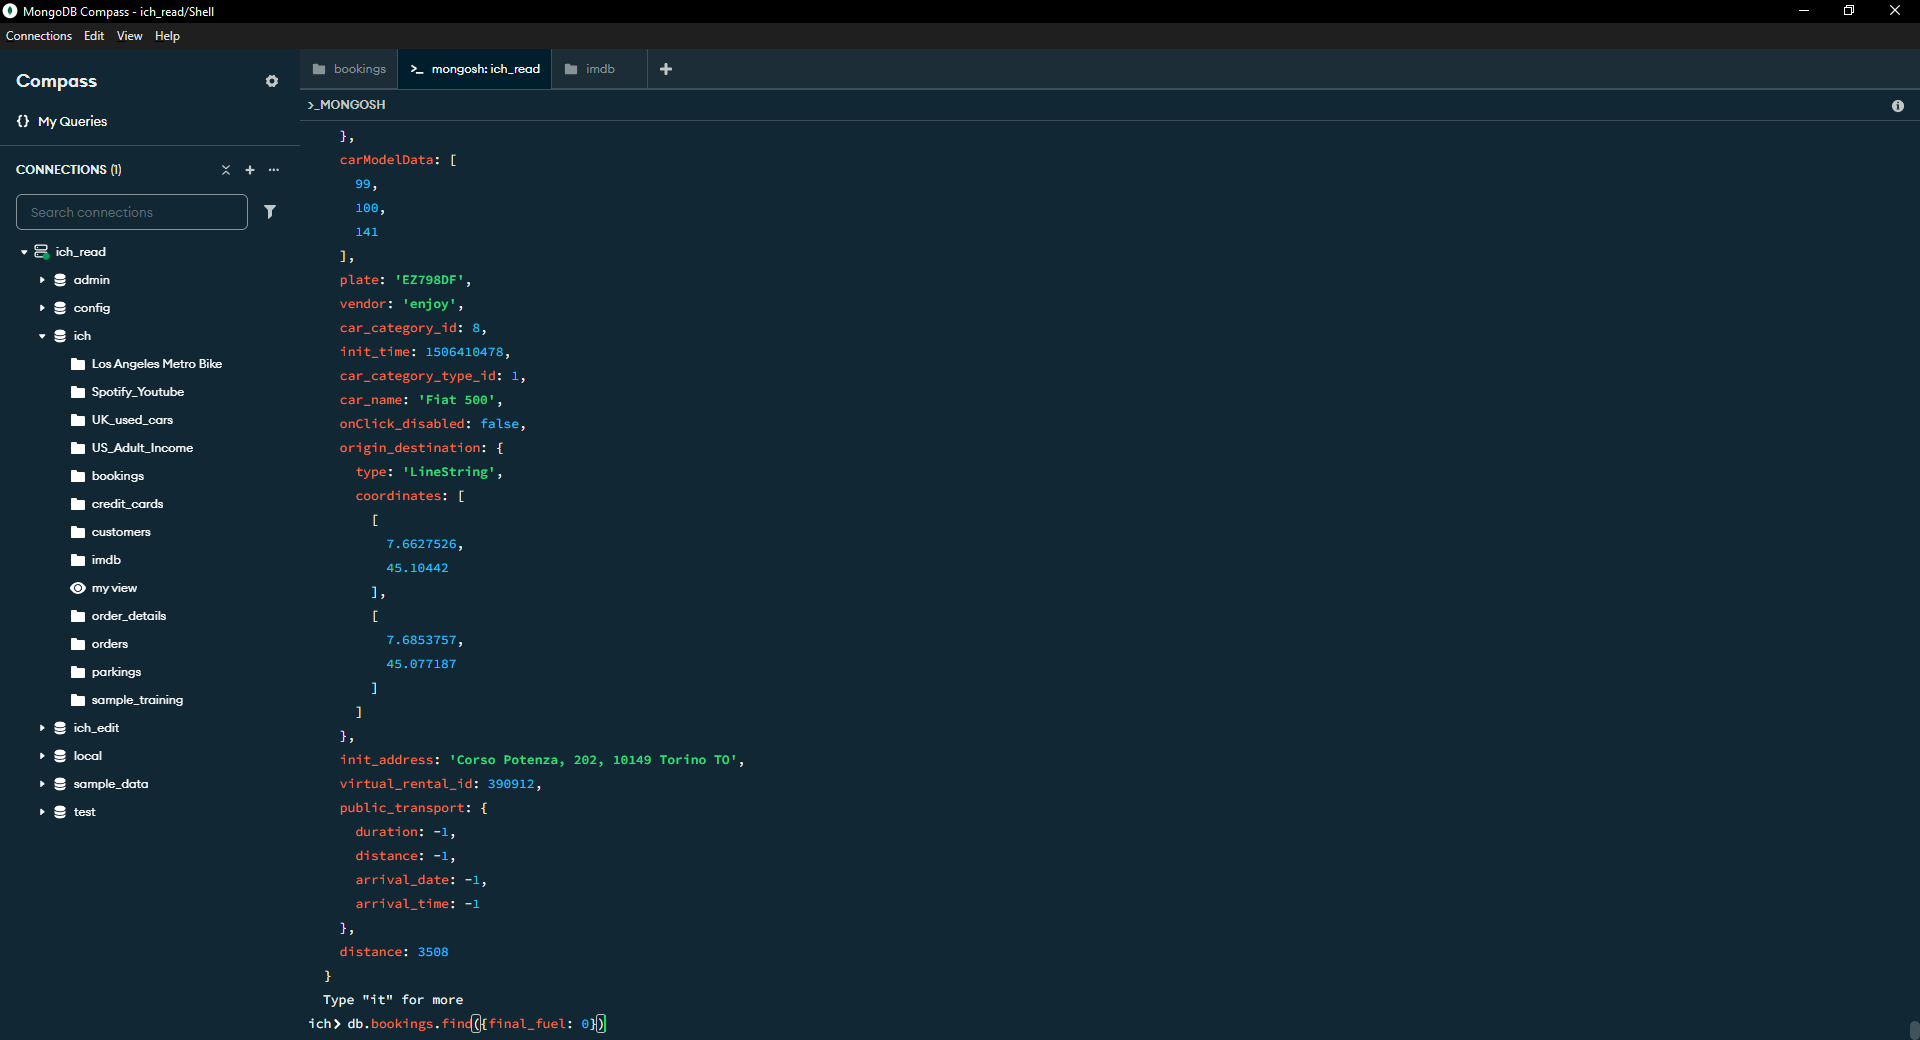 MongoDB Compass - ich_read/Shell
Connections Edit View Help
Compass
{} My Queries
CONNECTIONS (1)
Search connections
ich_read
admin
config
ich
Los Angeles Metro Bike
Spotify_Youtube
UK_used_cars
US_Adult_Income
bookings
credit_cards
customers
imdb
my view
order_details
orders
parkings
sample_training
ich_edit
local
sample_data
test
bookings
>_ mongosh: ich_read
imdb
>_MONGOSH
},
carModelData: [
99,
100,
141
],
plate: 'EZ798DF',
vendor: 'enjoy',
car_category_id: 8,
init_time: 1506410478,
car_category_type_id: 1,
car_name: 'Fiat 500',
onClick_disabled: false,
origin_destination: {
type: 'LineString',
coordinates: [
[
7.6627526,
45.10442
],
[
7.6853757,
45.077187
]
]
},
init_address: 'Corso Potenza, 202, 10149 Torino TO',
virtual_rental_id: 390912,
public_transport: {
duration: -1,
distance: -1,
arrival_date: -1,
arrival_time: -1
},
distance: 3508
}
Type "it" for more
ich> db.bookings.find({final_fuel: 0})